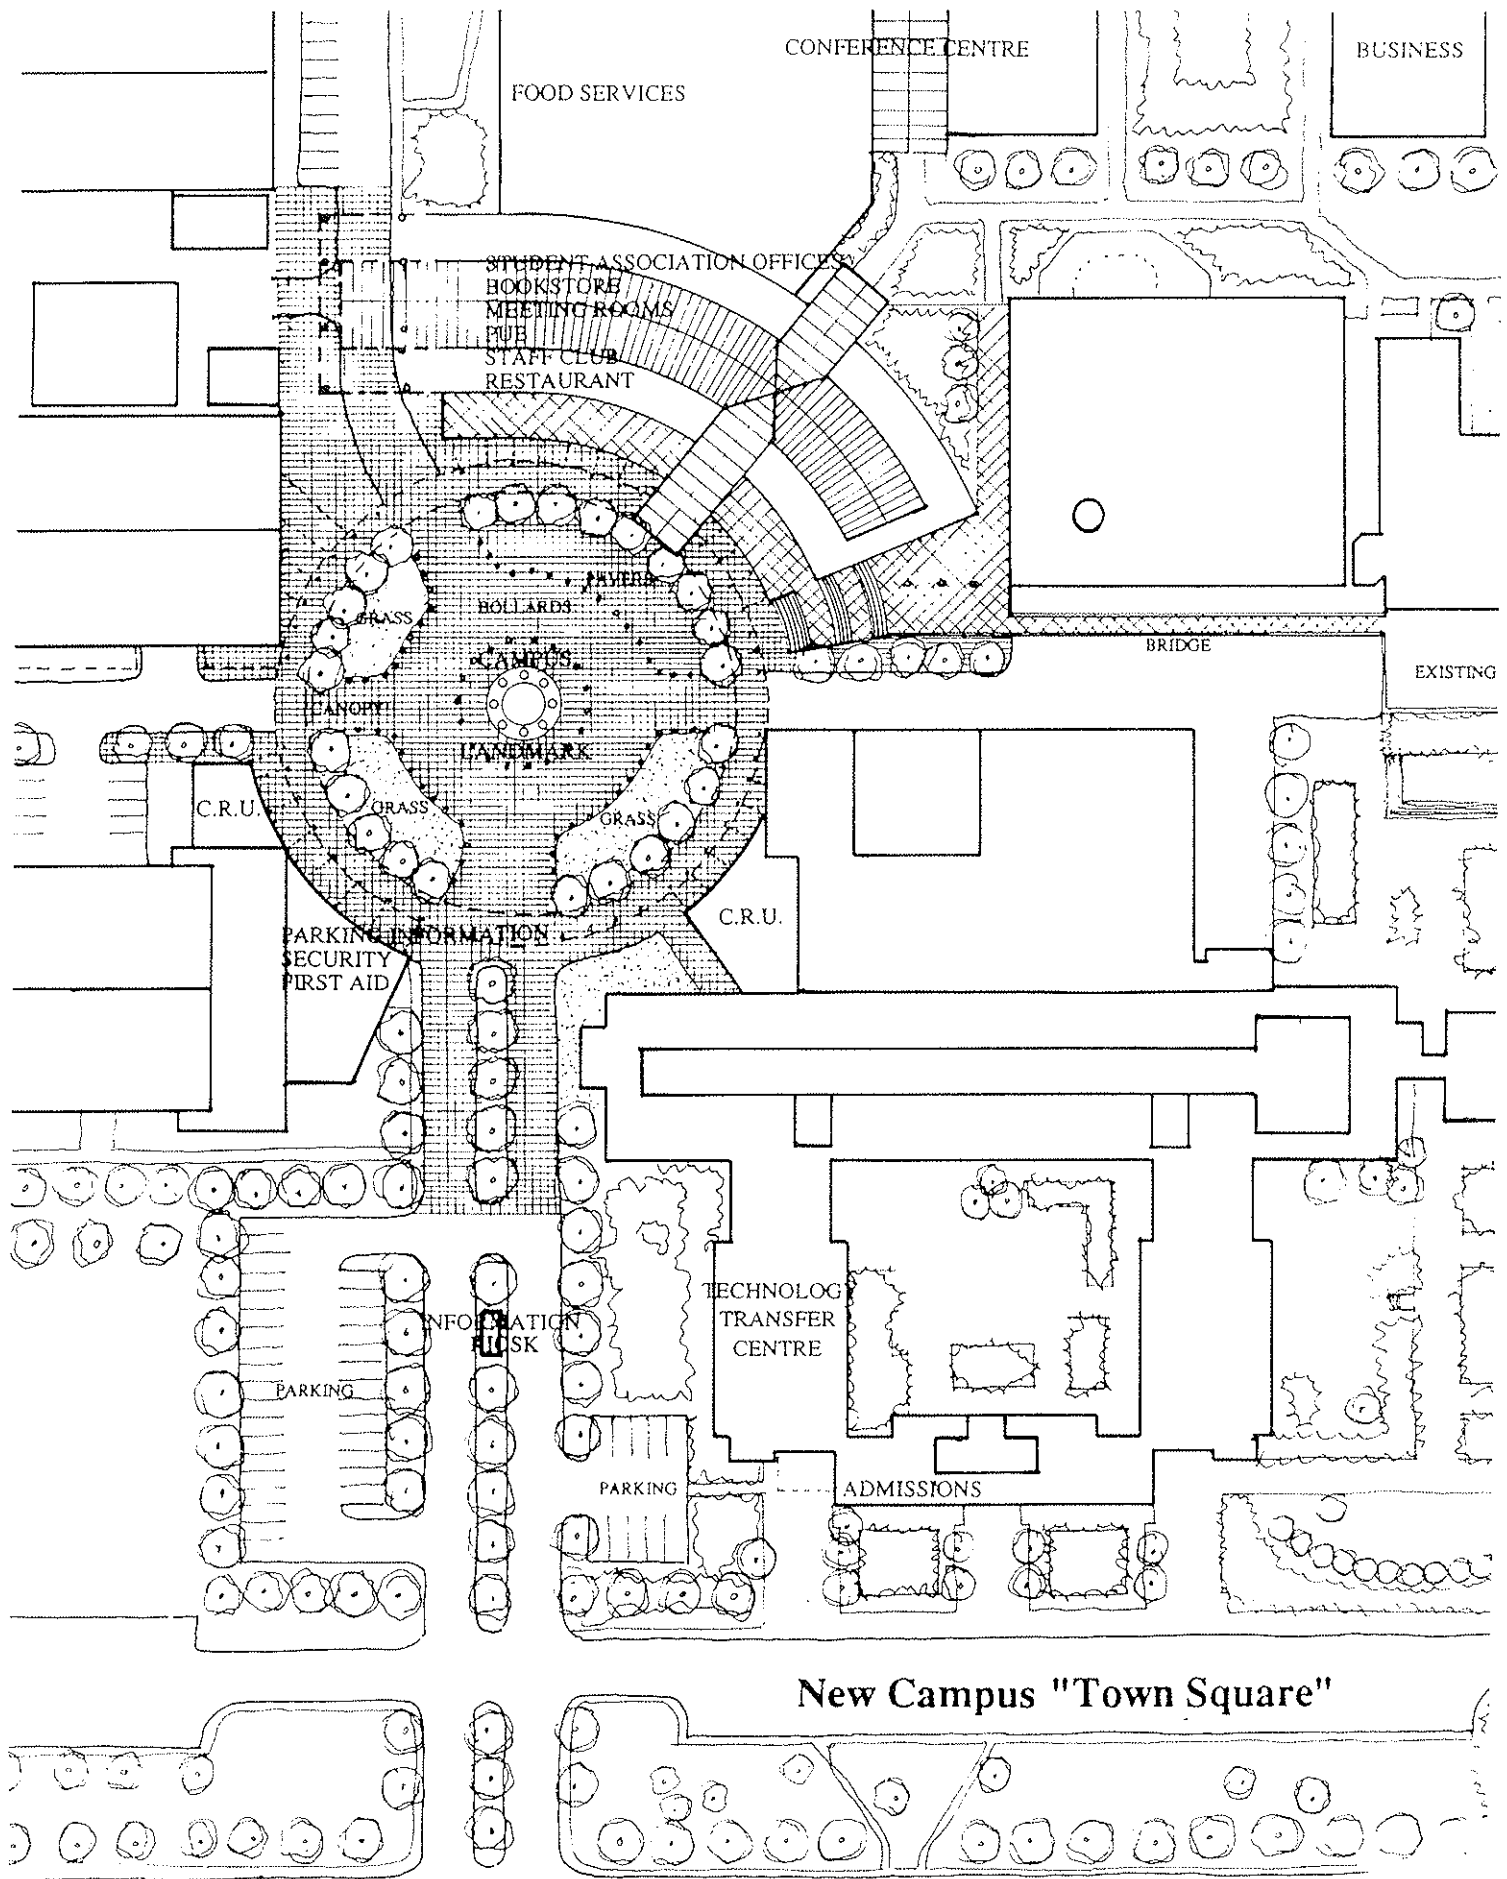 CONFERENCE CENTRE
BUSINESS
FOOD SERVICES
STUDENT ASSOCIATION OFFICES
BOOKSTORE
MEETING ROOMS
PUB
STAFF CLUB
RESTAURANT
PAVERS
BOLLARDS
GRASS
BRIDGE
CAMPUS
EXISTING
CANOPY
LANDMARK
C.R.U.
GRASS
GRASS
C.R.U.
PARKING INFORMATION
SECURITY
FIRST AID
TECHNOLOGY
TRANSFER
CENTRE
INFORMATION
KIOSK
PARKING
PARKING
ADMISSIONS
New Campus "Town Square"